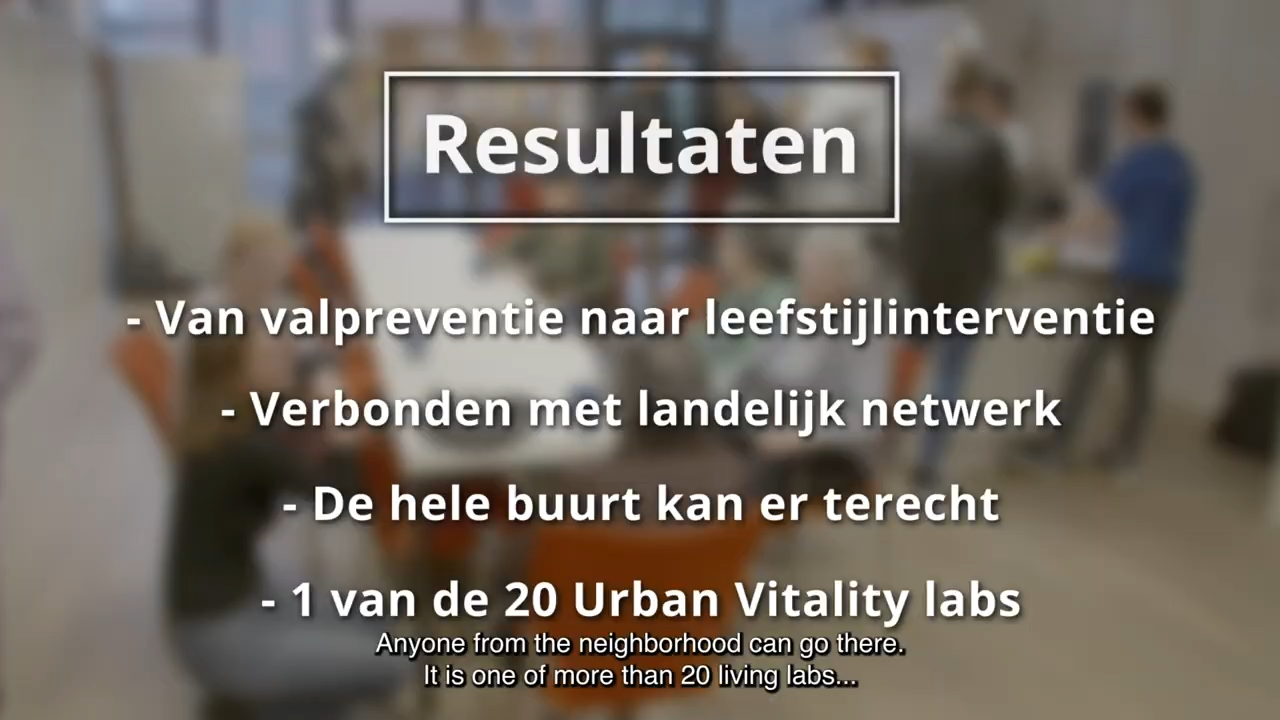 Resultaten
- Van valpreventie naar leefstijlinterventie
- Verbonden met landelijk netwerk
- De hele buurt kan er terecht
- 1 van de 20 Urban Vitality labs
Anyone from the neighborhood can go there.
It is one of more than 20 living labs...